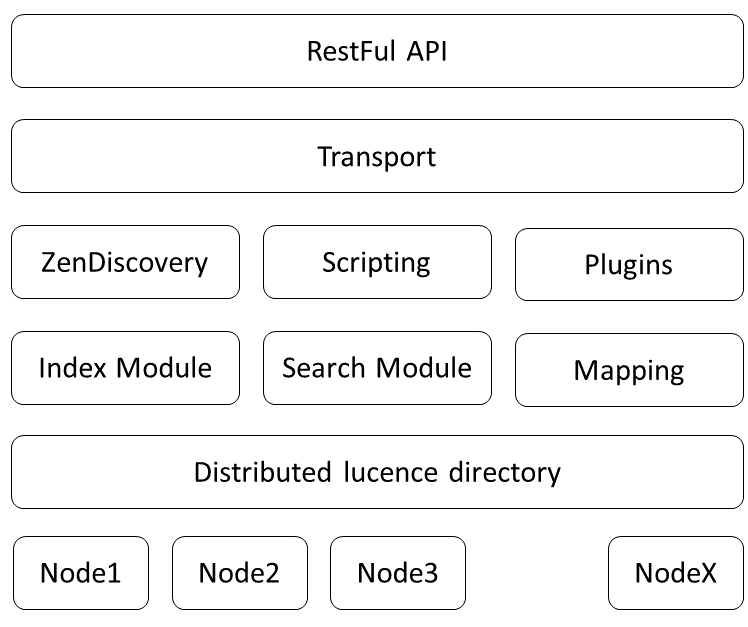 RestFul API
Transport
ZenDiscovery
Scripting
Plugins
Index Module
Search Module
Mapping
Distributed lucence directory
Node1
Node2
Node3
NodeX